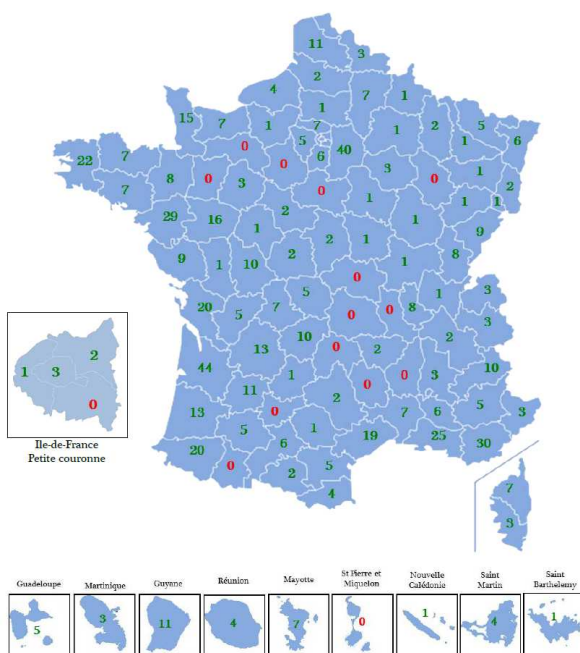 11 3
2
4 7 1
1
15 7 1 7 1 2 5
5 1 6
0 6 40
22 7 0 3 1
8 0 3 0 0 2
7 1 1 1
29 16 2
1 1 9
2 1
9 1 10 2 1 8
0
5 1 3
20 5 7 0 0 8
10 2 3
13 0 2
44 1 0 0 3 10
11 2
13 0 7 6 5 3
5 1
20 6 19 25 30
0 2 5
4
7
3
2
1 3
0
Ile-de-France
Petite couronne
Guadeloupe Martinique Guyane Réunion Mayotte St Pierre et Miquelon Nouvelle Calédonie Saint Martin Saint Barthelemy
5 3 11 4 7 0 1 4 1